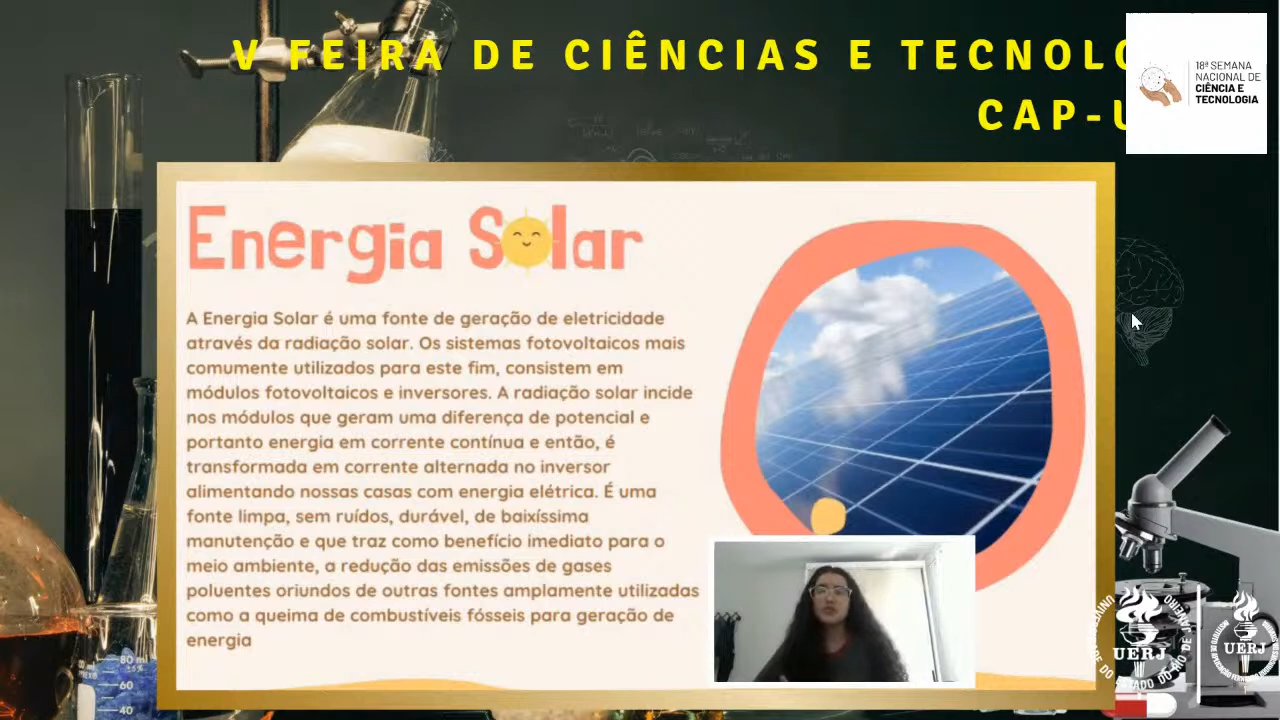 V FEIRA DE CIÊNCIAS E TECNOLO
CAP-U
18ª SEMANA
NACIONAL DE
CIÊNCIA E
TECNOLOGIA
Energia Solar
A Energia Solar é uma fonte de geração de eletricidade
através da radiação solar. Os sistemas fotovoltaicos mais
comumente utilizados para este fim, consistem em
módulos fotovoltaicos e inversores. A radiação solar incide
nos módulos que geram uma diferença de potencial e
portanto energia em corrente contínua e então, é
transformada em corrente alternada no inversor
alimentando nossas casas com energia elétrica. É uma
fonte limpa, sem ruídos, durável, de baixíssima
manutenção e que traz como benefício imediato para o
meio ambiente, a redução das emissões de gases
poluentes oriundos de outras fontes amplamente utilizadas
como a queima de combustíveis fósseis para geração de
energia
80 ml
60
40
UERJ
UERJ